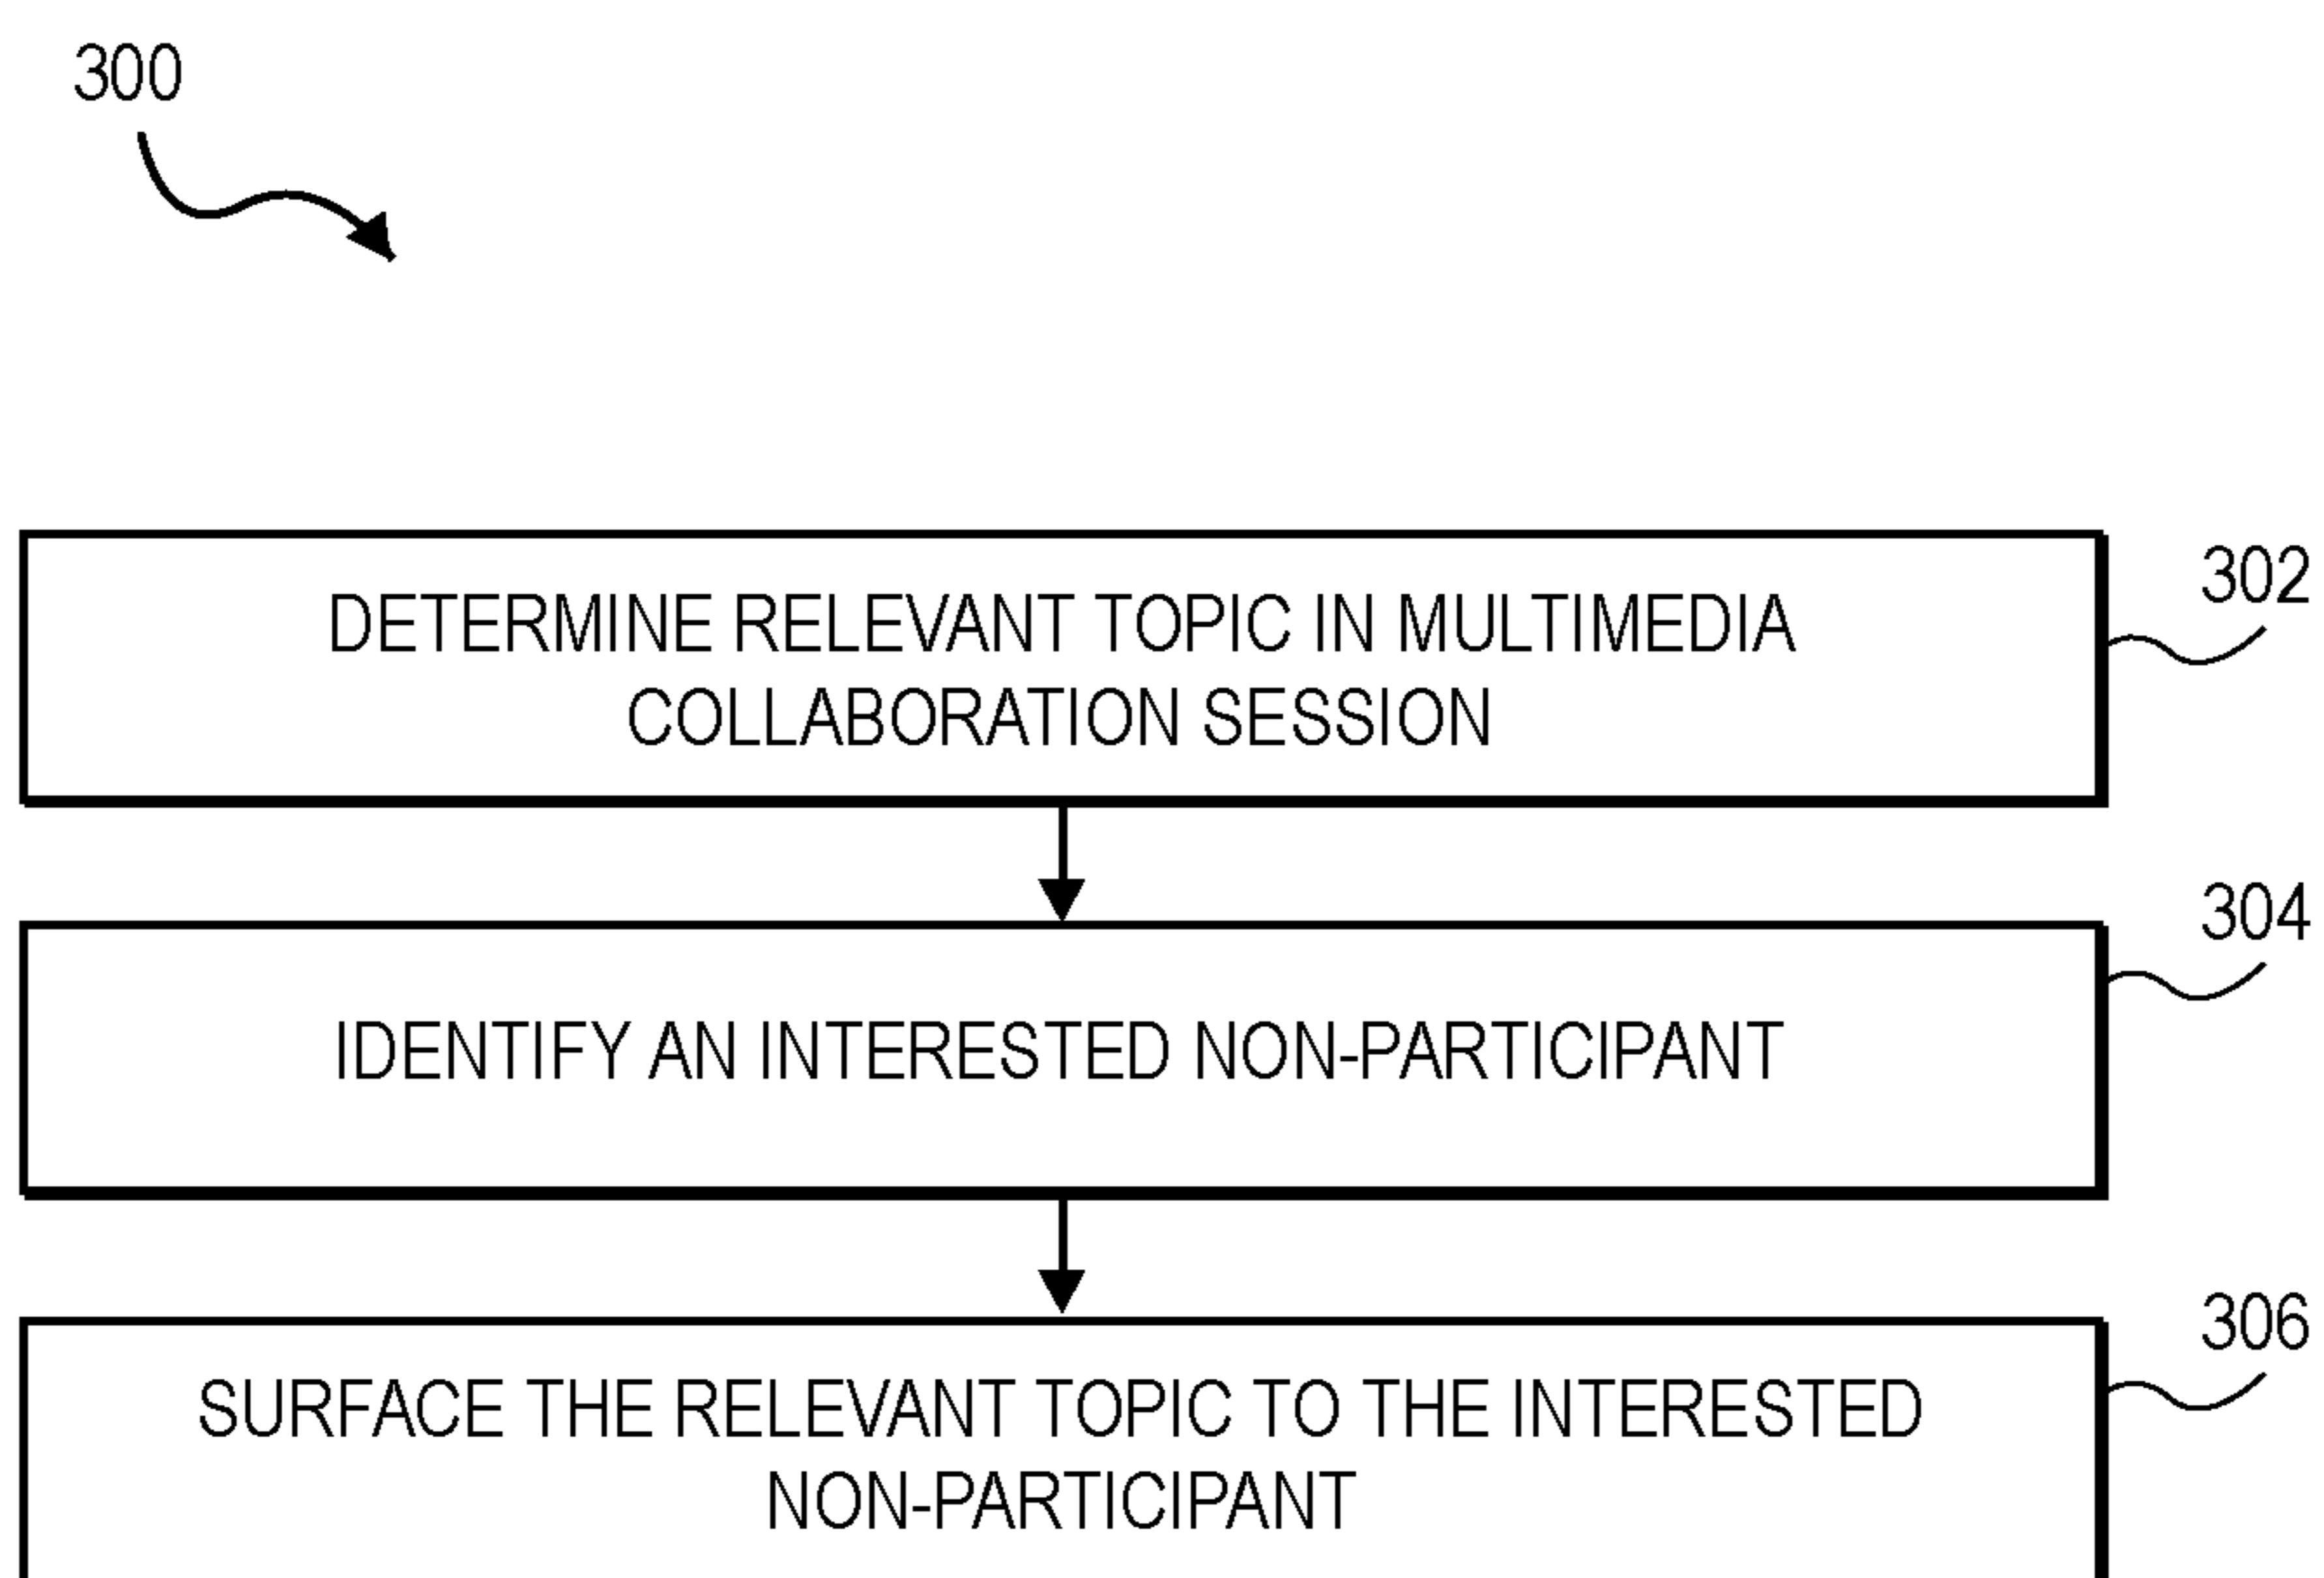 300
DETERMINE RELEVANT TOPIC IN MULTIMEDIA
COLLABORATION SESSION
302
IDENTIFY AN INTERESTED NON-PARTICIPANT
304
SURFACE THE RELEVANT TOPIC TO THE INTERESTED
NON-PARTICIPANT
306